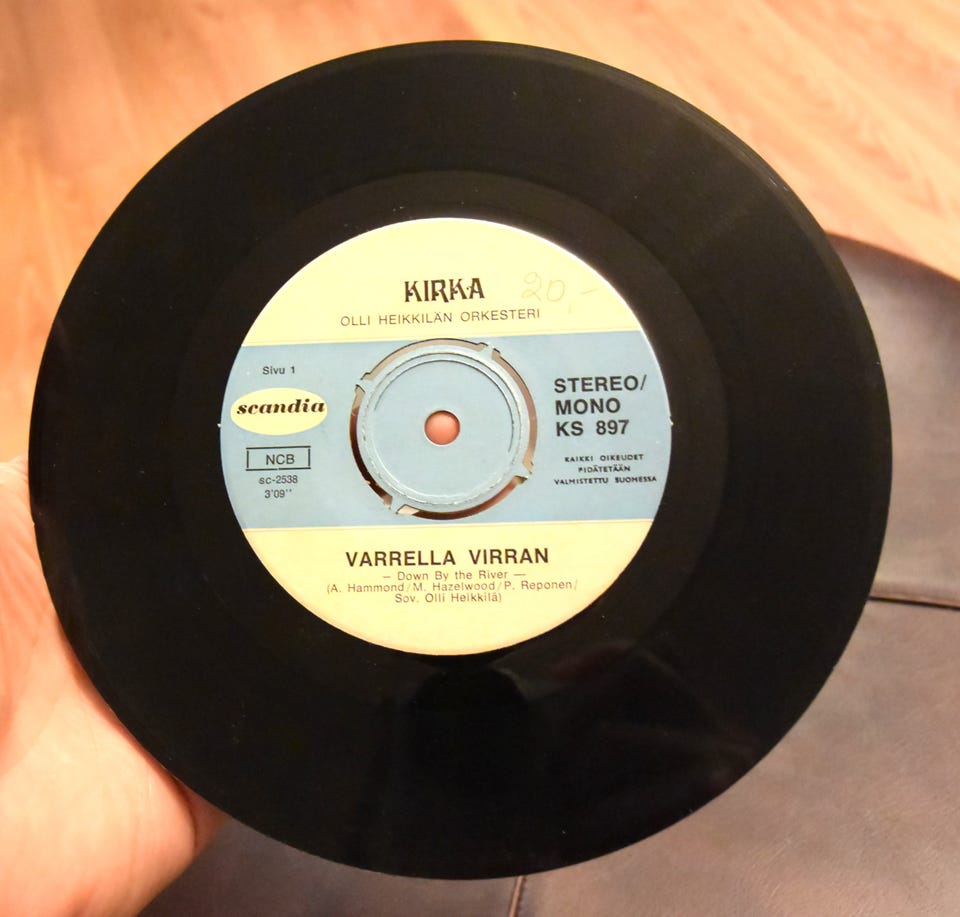 KIRKA 20,-
OLLI HEIKKILÄN ORKESTERI
Sivu 1
scandia
NCB
sc-2538
3'09''
STEREO/
MONO
KS 897
KAIKKI OIKEUDET
PIDÄTETÄÄN
VALMISTETTU SUOMESSA
VARRELLA VIRRAN
— Down By the River —
(A. Hammond/M. Hazelwood/P. Reponen/
Sov. Olli Heikkilä)